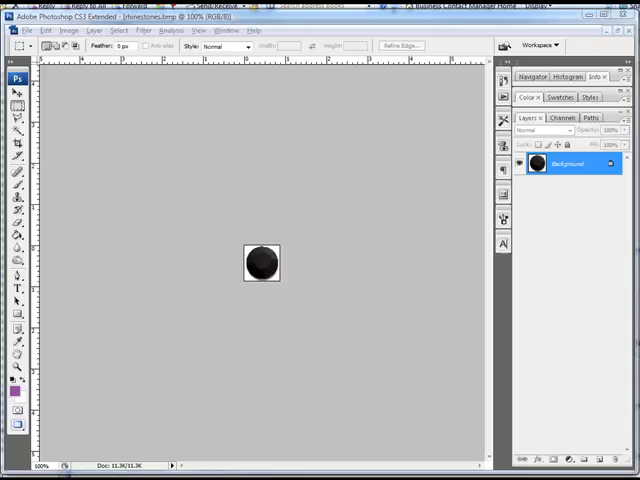 Reply Reply to All Forward Send/Receive Business Contact Manager Home Display
Adobe Photoshop CS3 Extended - [rhinestones.bmp @ 100% (RGB/8)]
File Edit Image Layer Select Filter Analysis View Window Help
Feather: 0 px Anti-alias Style: Normal Width: Height: Refine Edge... Workspace
Ps
Navigator Histogram Info x
Color x Swatches Styles
Layers x Channels Paths
Normal Opacity: 100%
Lock: Fill: 100%
Background
T
A
100% Doc: 11.3K/11.3K